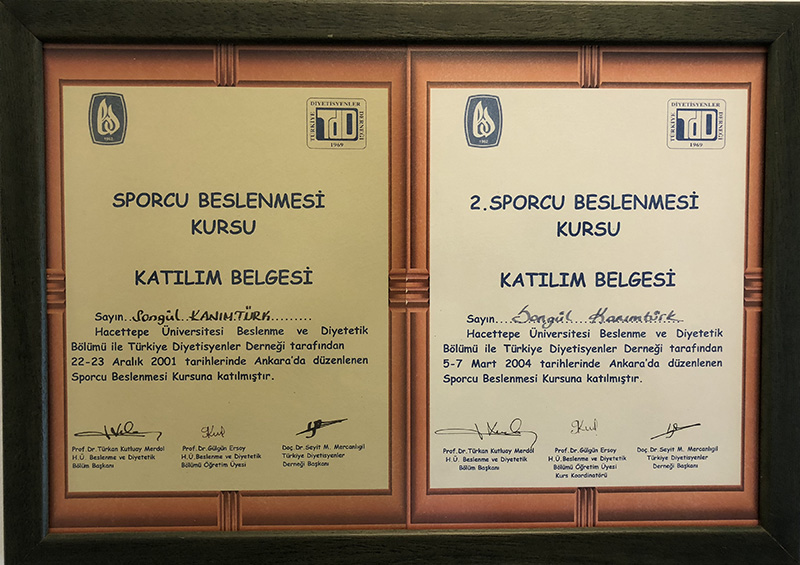 1962
DİYETİSYENLER
TÜRKİYE
TDD
DERNEĞİ
1969
SPORCU BESLENMESİ
KURSU
KATILIM BELGESİ
Sayın..Songül KANIMTÜRK.........
Hacettepe Üniversitesi Beslenme ve Diyetetik
Bölümü ile Türkiye Diyetisyenler Derneği tarafından
22-23 Aralık 2001 tarihlerinde Ankara'da düzenlenen
Sporcu Beslenmesi Kursuna katılmıştır.
Prof.Dr.Türkan Kutluay Merdol
H.Ü. Beslenme ve Diyetetik
Bölüm Başkanı
Prof.Dr.Gülgün Ersoy
H.Ü.Beslenme ve Diyetetik
Bölümü Öğretim Üyesi
Doç.Dr.Seyit M. Mercanlıgil
Türkiye Diyetisyenler
Derneği Başkanı
1962
DİYETİSYENLER
TÜRKİYE
TDD
DERNEĞİ
1969
2.SPORCU BESLENMESİ
KURSU
KATILIM BELGESİ
Sayın....Songül Kanımtürk
Hacettepe Üniversitesi Beslenme ve Diyetetik
Bölümü ile Türkiye Diyetisyenler Derneği tarafından
5-7 Mart 2004 tarihlerinde Ankara'da düzenlenen
Sporcu Beslenmesi Kursuna katılmıştır.
Prof.Dr.Türkan Kutluay Merdol
H.Ü. Beslenme ve Diyetetik
Bölüm Başkanı
Prof.Dr.Gülgün Ersoy
H.Ü.Beslenme ve Diyetetik
Bölümü Öğretim Üyesi
Kurs Koordinatörü
Doç.Dr.Seyit M. Mercanlıgil
Türkiye Diyetisyenler
Derneği Başkanı